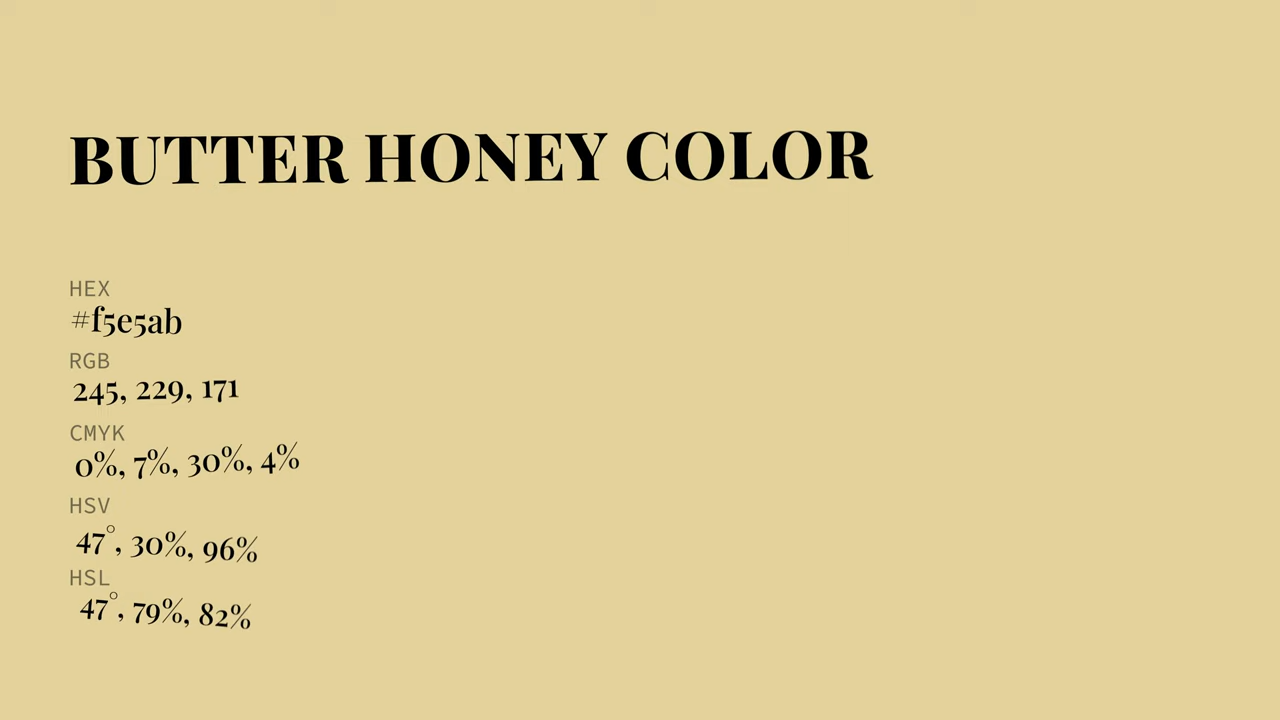 BUTTER HONEY COLOR
HEX
#f5e5ab
RGB
245, 229, 171
CMYK
0%, 7%, 30%, 4%
HSV
47°, 30%, 96%
HSL
47°, 79%, 82%